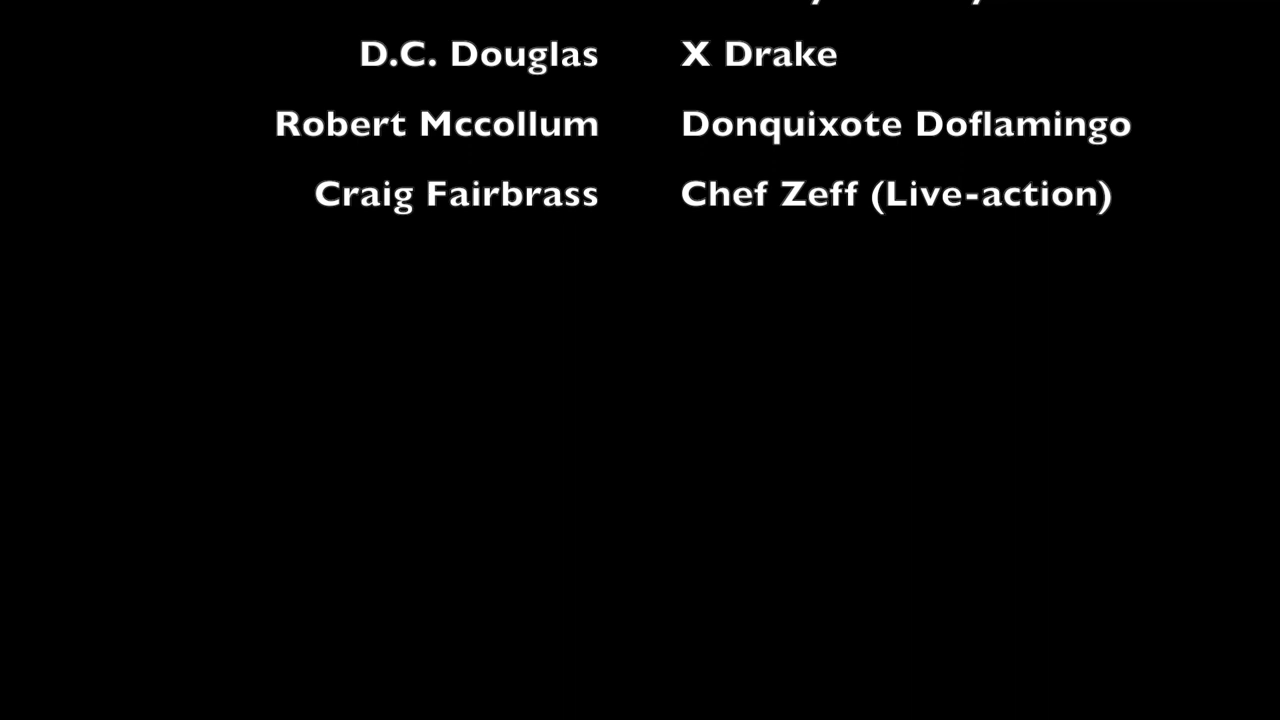 D.C. Douglas X Drake
Robert Mccollum Donquixote Doflamingo
Craig Fairbrass Chef Zeff (Live-action)